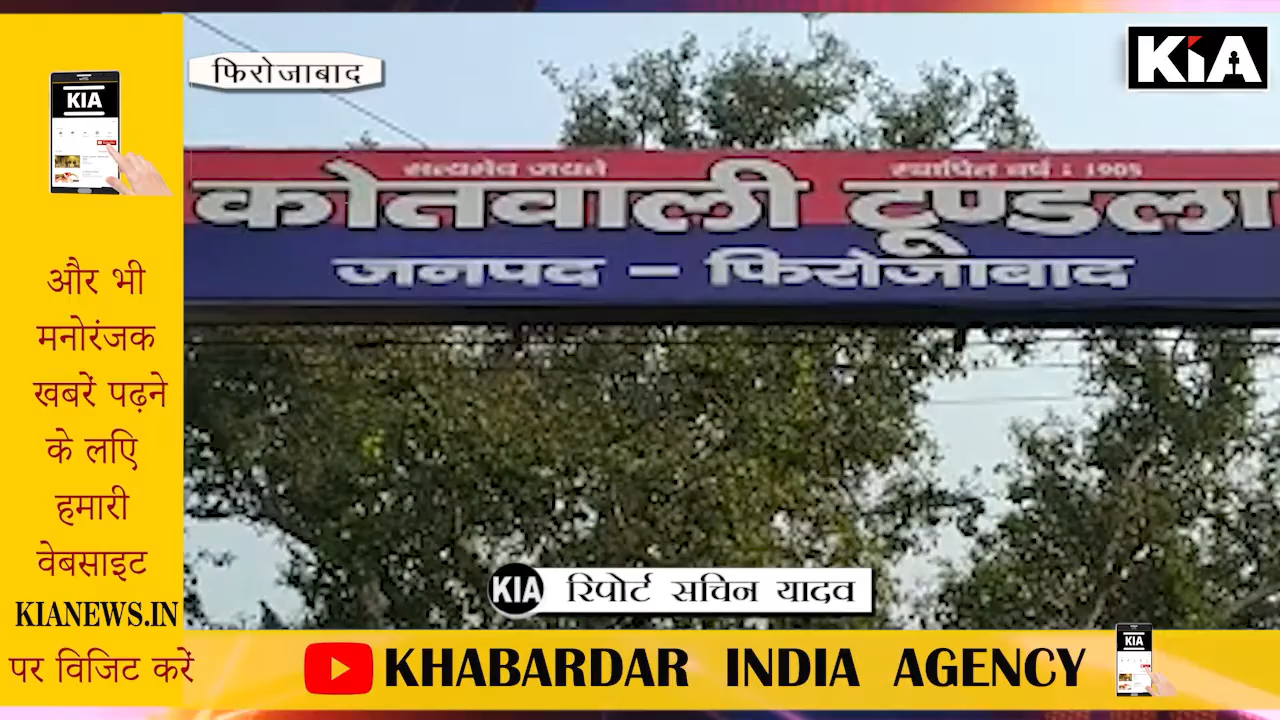 फिरोजाबाद
KIA
KIA
सत्यमेव जयते
स्थापित वर्ष : 1905
कोतवाली टूण्डला
जनपद - फिरोजाबाद
और भी
मनोरंजक
खबरें पढ़ने
के लिए
हमारी
वेबसाइट
KIANEWS.IN
पर विजिट करें
KIA रिपोर्ट सचिन यादव
KHABARDAR INDIA AGENCY
KIA